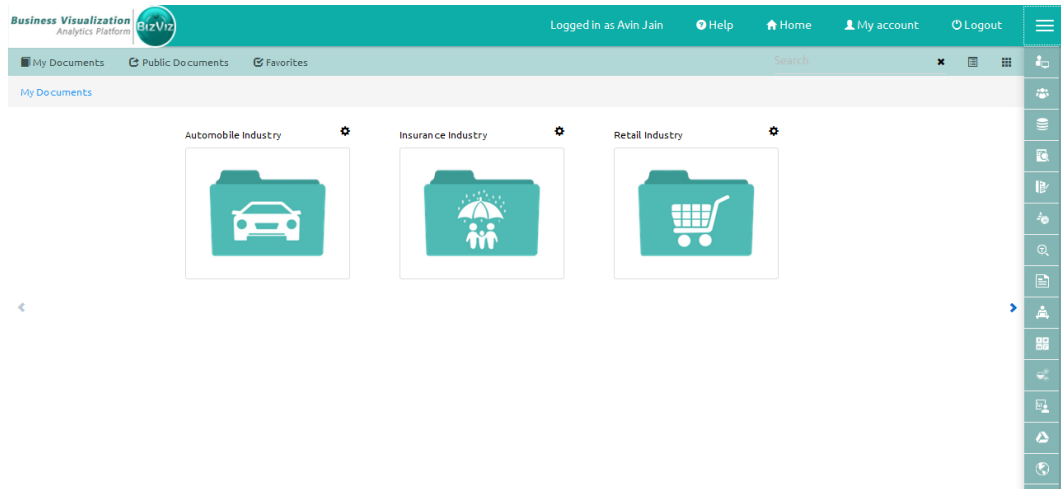 Business Visualization
Analytics Platform
BizViz
Logged in as Avin Jain
Help
Home
My account
Logout
My Documents
Public Documents
Favorites
Search
My Documents
Automobile Industry
Insurance Industry
Retail Industry